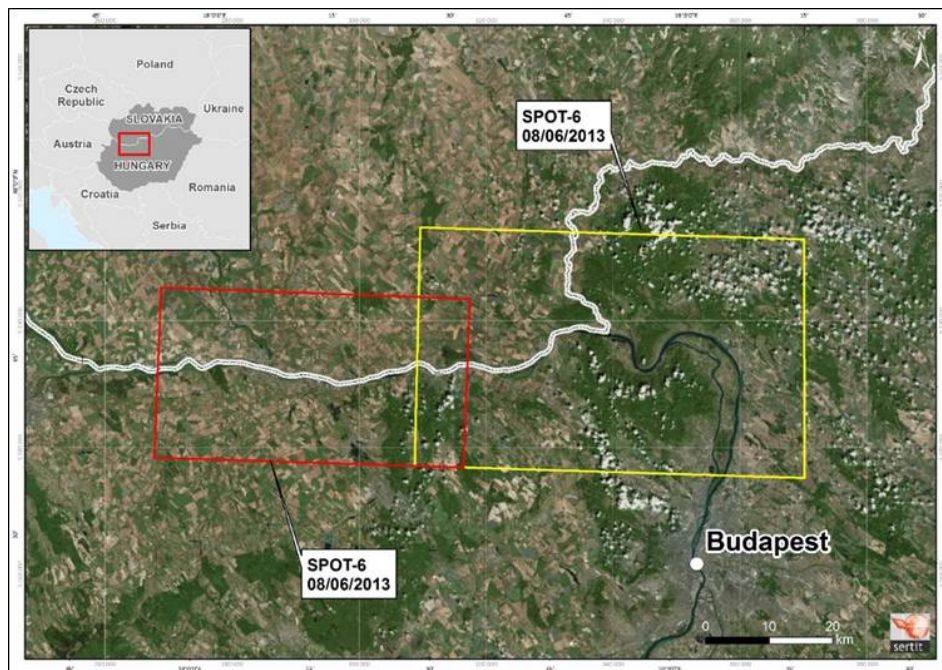 Poland
Czech
Republic
Ukraine
SLOVAKIA
Austria
HUNGARY
Croatia
Romania
Serbia
SPOT-6
08/06/2013
SPOT-6
08/06/2013
Budapest
0 10 20
km
sertit